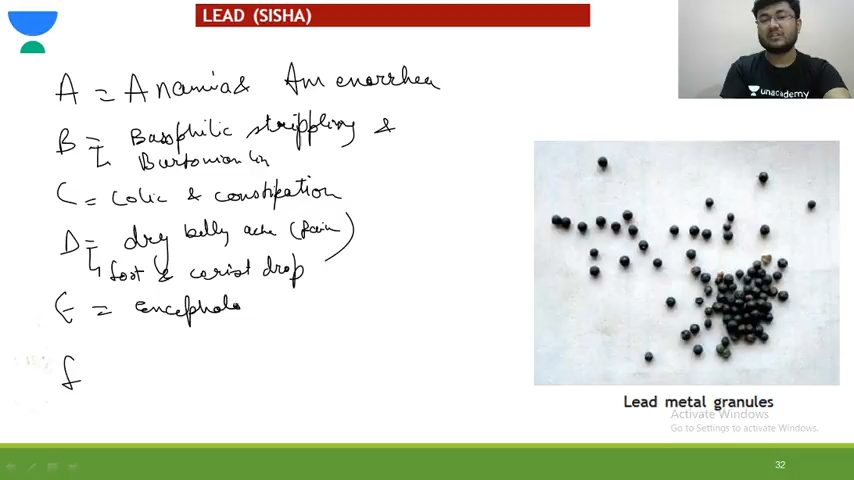 LEAD (SISHA)
unacademy
A = Anamia & Amenorrhea
B = Basophilic strippling &
Burtonian lin
C = colic & constipation
D = dry belly ache (Pain)
foot & wrist drop
E = encephalo
f
Lead metal granules
Activate Windows
Go to Settings to activate Windows.
32